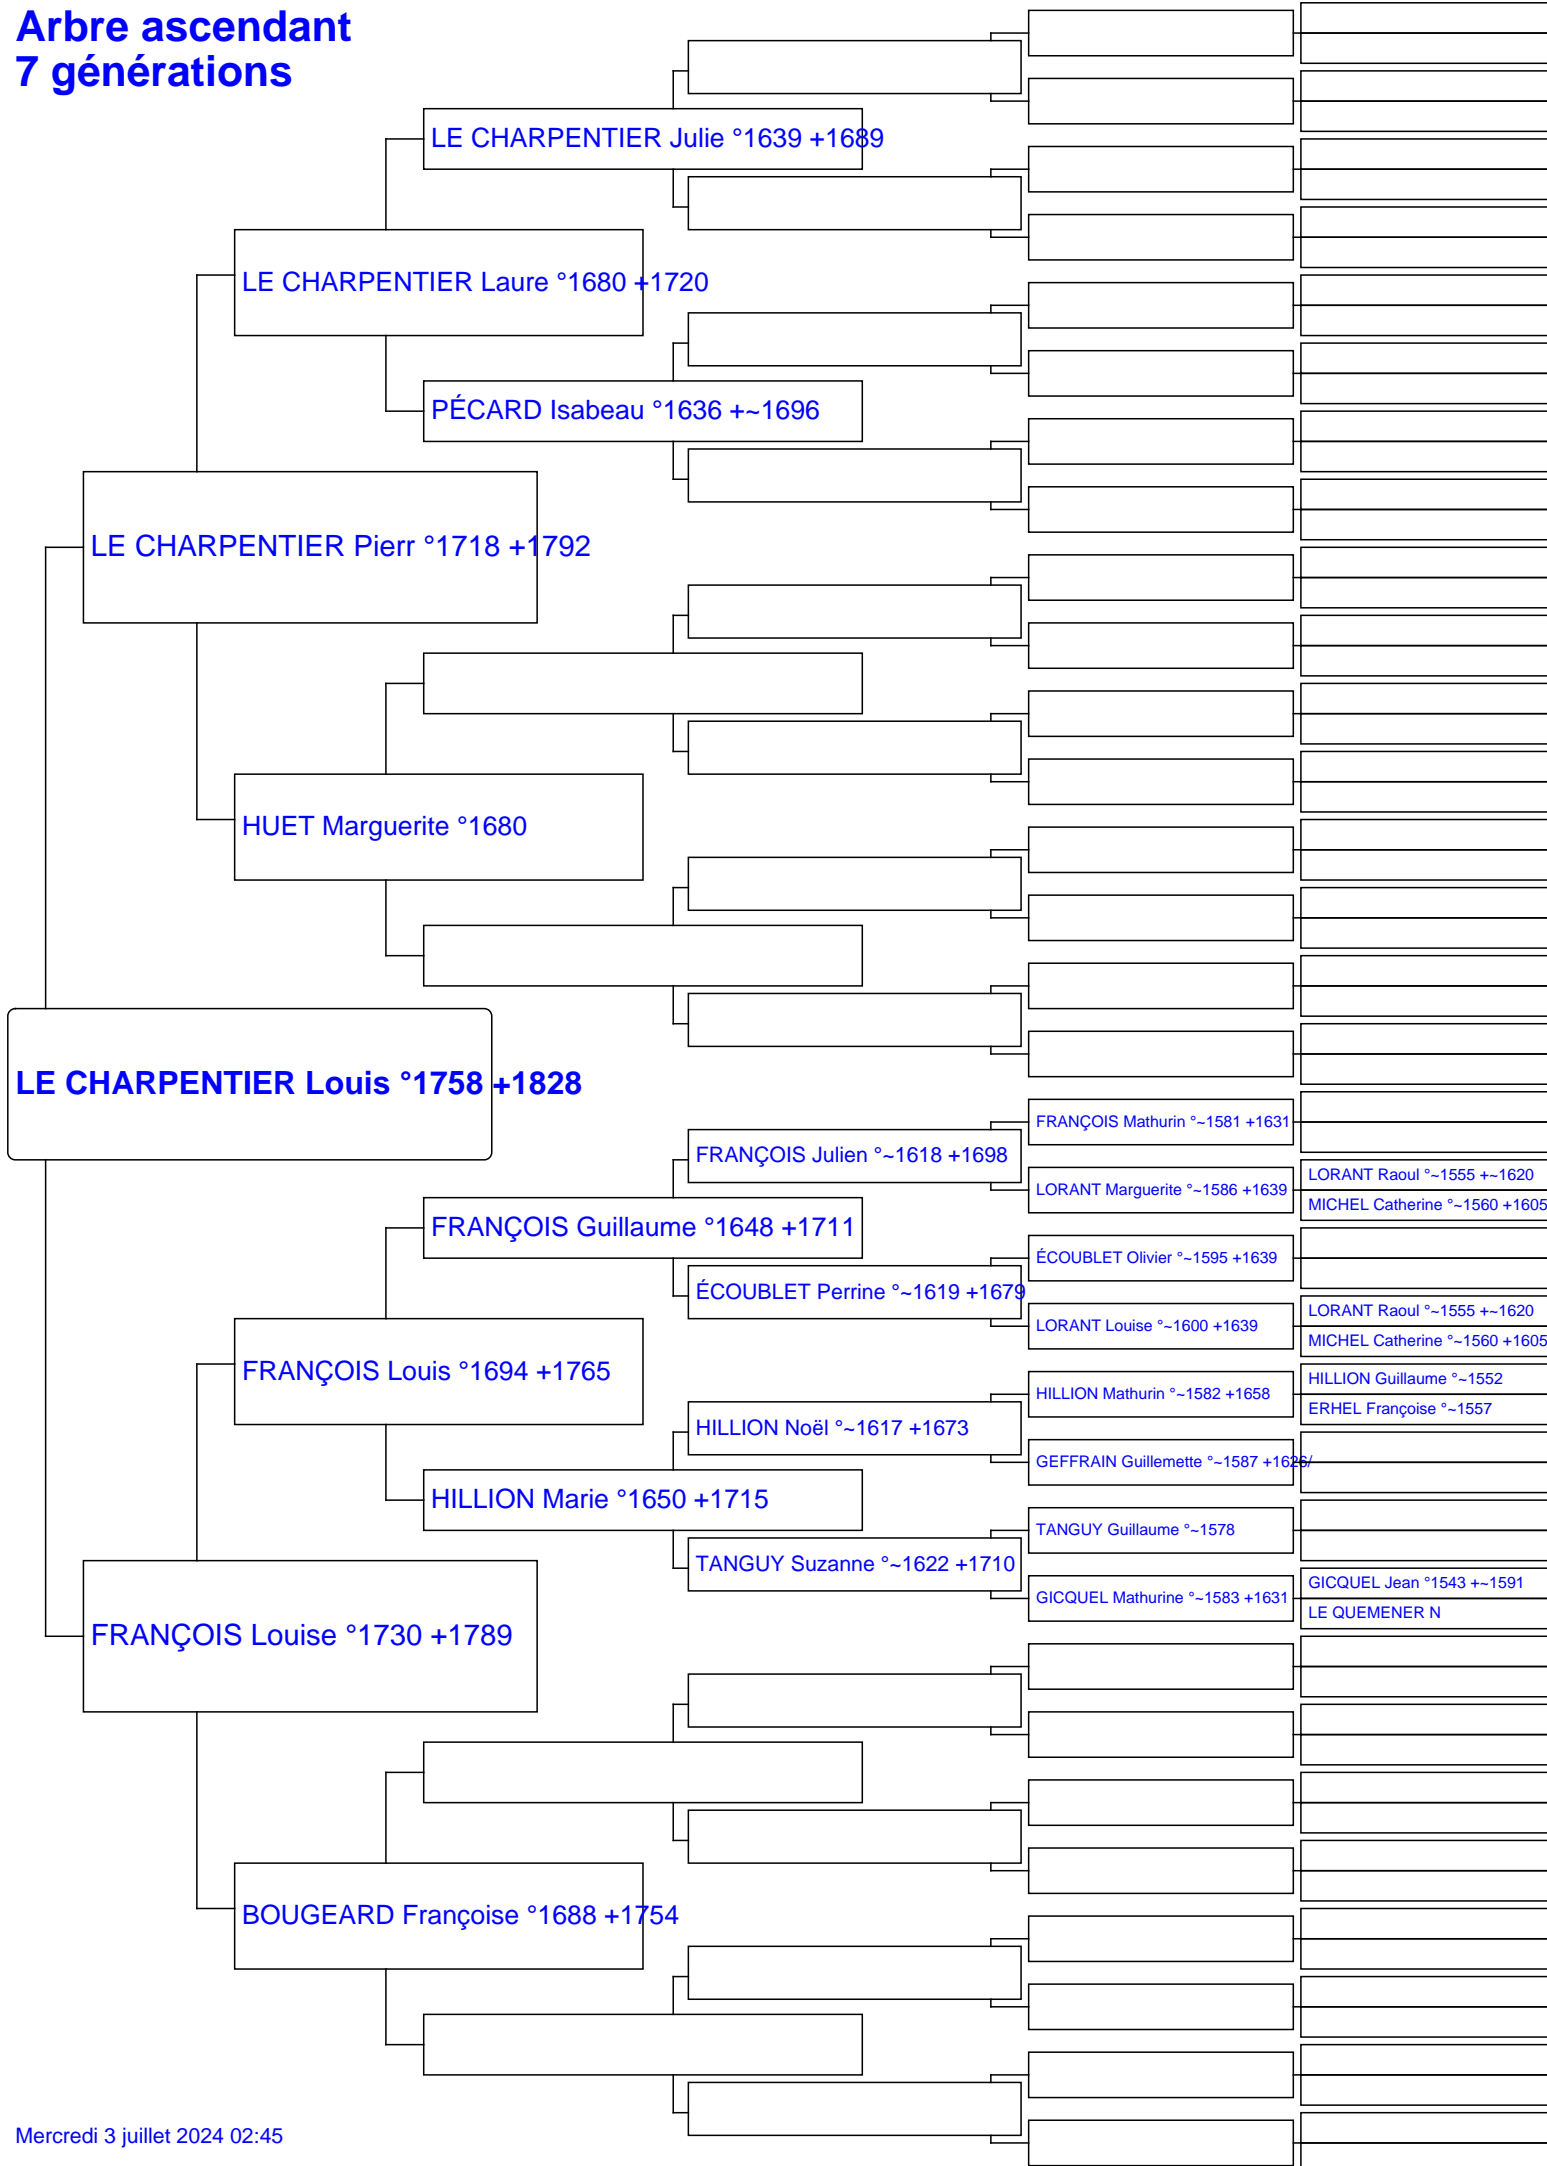 Arbre ascendant
7 générations
LE CHARPENTIER Julie °1639 +1689
LE CHARPENTIER Laure °1680 +1720
PÉCARD Isabeau °1636 +~1696
LE CHARPENTIER Pierr °1718 +1792
HUET Marguerite °1680
LE CHARPENTIER Louis °1758 +1828
FRANÇOIS Mathurin °~1581 +1631
FRANÇOIS Julien °~1618 +1698
LORANT Raoul °~1555 +~1620
LORANT Marguerite °~1586 +1639
MICHEL Catherine °~1560 +1605
FRANÇOIS Guillaume °1648 +1711
ÉCOUBLET Olivier °~1595 +1639
ÉCOUBLET Perrine °~1619 +1679
LORANT Raoul °~1555 +~1620
LORANT Louise °~1600 +1639
MICHEL Catherine °~1560 +1605
FRANÇOIS Louis °1694 +1765
HILLION Guillaume °~1552
HILLION Mathurin °~1582 +1658
ERHEL Françoise °~1557
HILLION Noël °~1617 +1673
GEFFRAIN Guillemette °~1587 +1626/
HILLION Marie °1650 +1715
TANGUY Guillaume °~1578
TANGUY Suzanne °~1622 +1710
GICQUEL Jean °1543 +~1591
GICQUEL Mathurine °~1583 +1631
LE QUEMENER N
FRANÇOIS Louise °1730 +1789
BOUGEARD Françoise °1688 +1754
Mercredi 3 juillet 2024 02:45